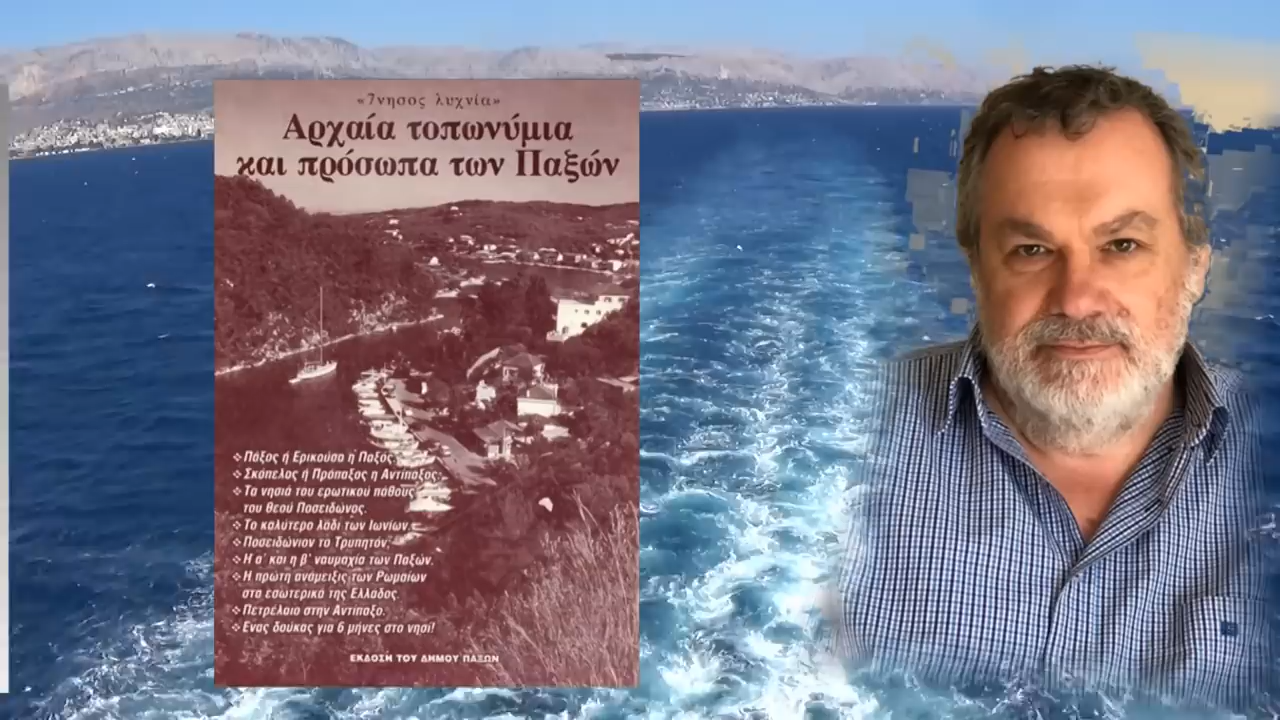 «7νησος λυχνία»
Αρχαία τοπωνύμια
και πρόσωπα των Παξών
❖ Πάξος ή Ερικούσα ή Παξός.
❖ Σκόπελος ή Πρόπαξος η Αντίπαξος.
❖ Τα νησιά του ερωτικού πάθους
του θεού Ποσειδώνος.
❖ Το καλύτερο λάδι των Ιωνίων.
❖ Ποσειδώνιον το Τρυπητόν.
❖ Η α' και η β' ναυμαχία των Παξών.
❖ Η πρώτη ανάμειξις των Ρωμαίων
στα εσωτερικά της Ελλάδος.
❖ Πετρέλαιο στην Αντίπαξο.
❖ Ένας δούκας για 6 μήνες στο νησί!
ΕΚΔΟΣΗ ΤΟΥ ΔΗΜΟΥ ΠΑΞΩΝ